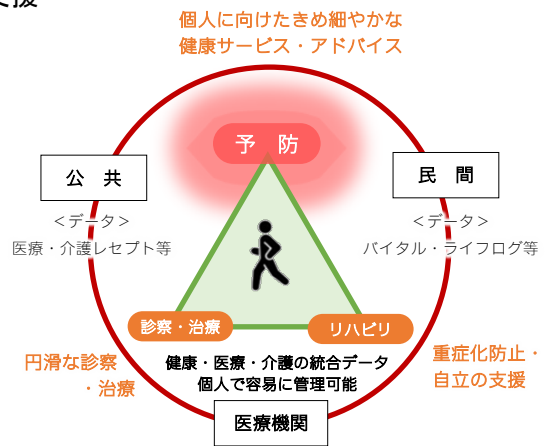 個人に向けたきめ細やかな
健康サービス・アドバイス
予 防
公 共
民 間
＜データ＞
医療・介護レセプト等
＜データ＞
バイタル・ライフログ等
診察・治療
リハビリ
円滑な診察
・治療
健康・医療・介護の統合データ
個人で容易に管理可能
重症化防止・
自立の支援
医療機関